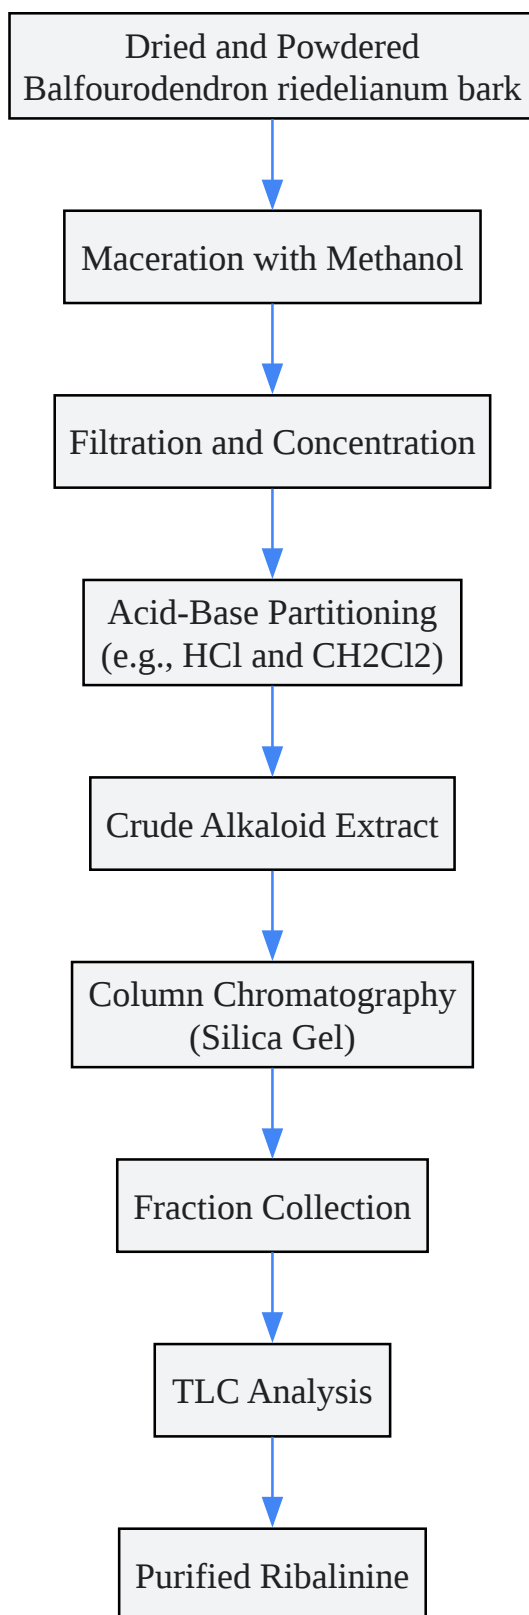 Dried and Powdered
Balfourodendron riedelianum bark
Maceration with Methanol
Filtration and Concentration
Acid-Base Partitioning
(e.g., HCl and CH2Cl2)
Crude Alkaloid Extract
Column Chromatography
(Silica Gel)
Fraction Collection
TLC Analysis
Purified Ribalinine